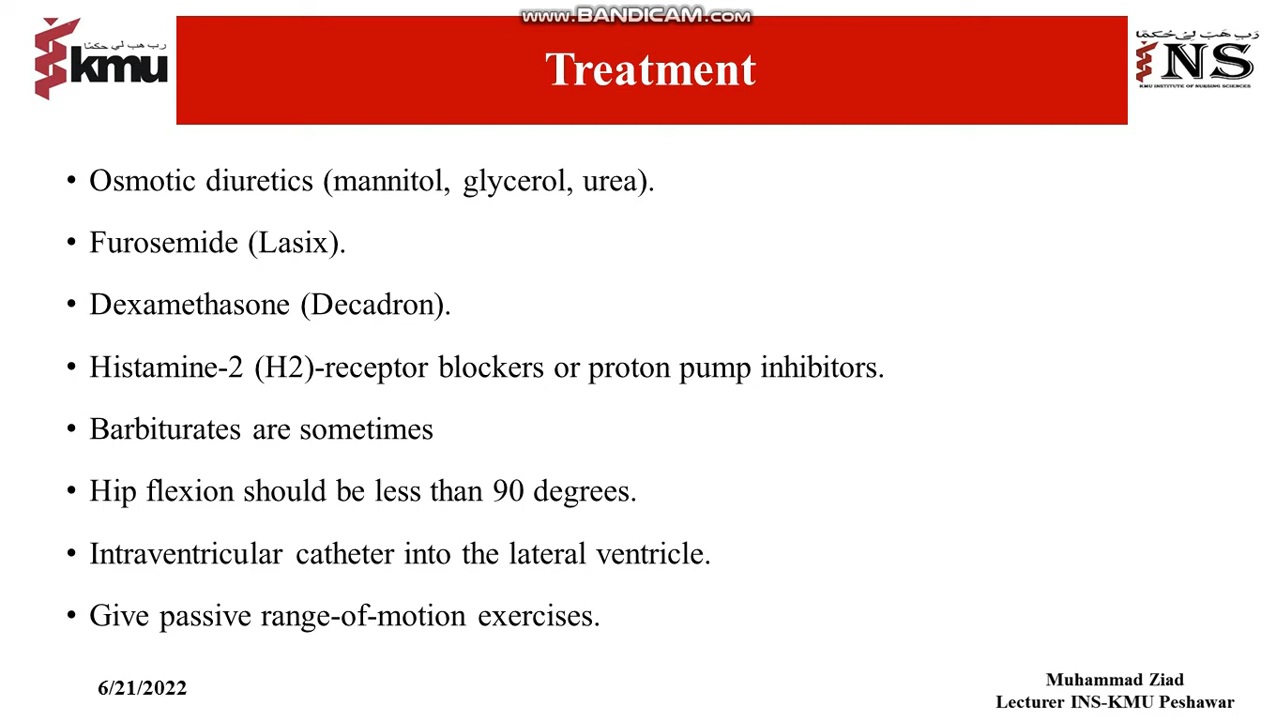 www.BANDICAM.com
رب هب لي حكما
kmu
Treatment
رَبِّ هَبْ لِي حُكْمًا
INS
KMU INSTITUTE OF NURSING SCIENCES
• Osmotic diuretics (mannitol, glycerol, urea).
• Furosemide (Lasix).
• Dexamethasone (Decadron).
• Histamine-2 (H2)-receptor blockers or proton pump inhibitors.
• Barbiturates are sometimes
• Hip flexion should be less than 90 degrees.
• Intraventricular catheter into the lateral ventricle.
• Give passive range-of-motion exercises.
6/21/2022
Muhammad Ziad
Lecturer INS-KMU Peshawar